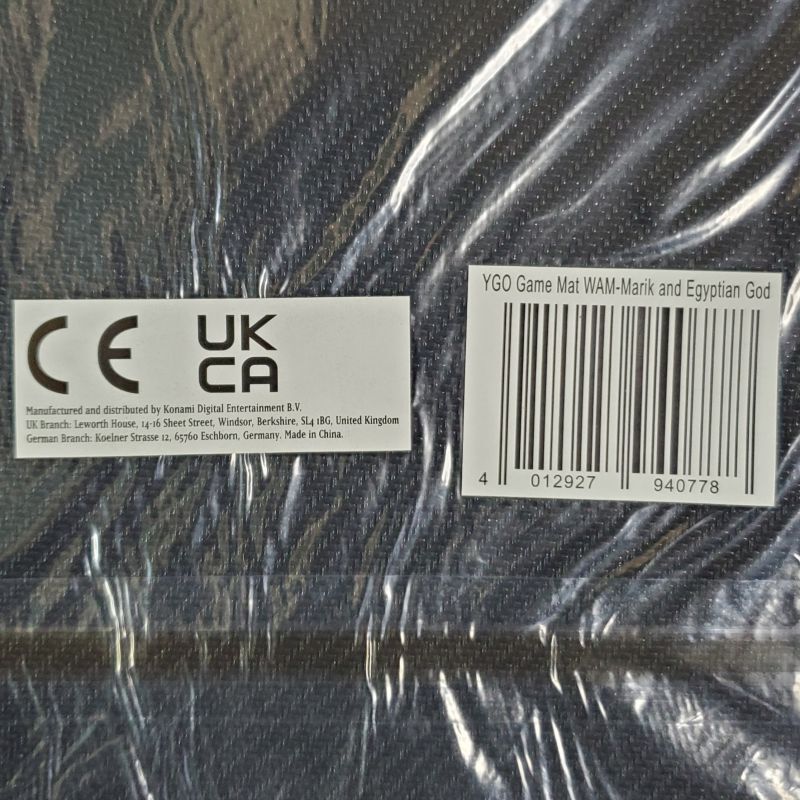 CE UK
CA
Manufactured and distributed by Konami Digital Entertainment B.V.
UK Branch: Leworth House, 14-16 Sheet Street, Windsor, Berkshire, SL4 1BG, United Kingdom
German Branch: Koelner Strasse 12, 65760 Eschborn, Germany. Made in China.
YGO Game Mat WAM-Marik and Egyptian God
4 012927 940778